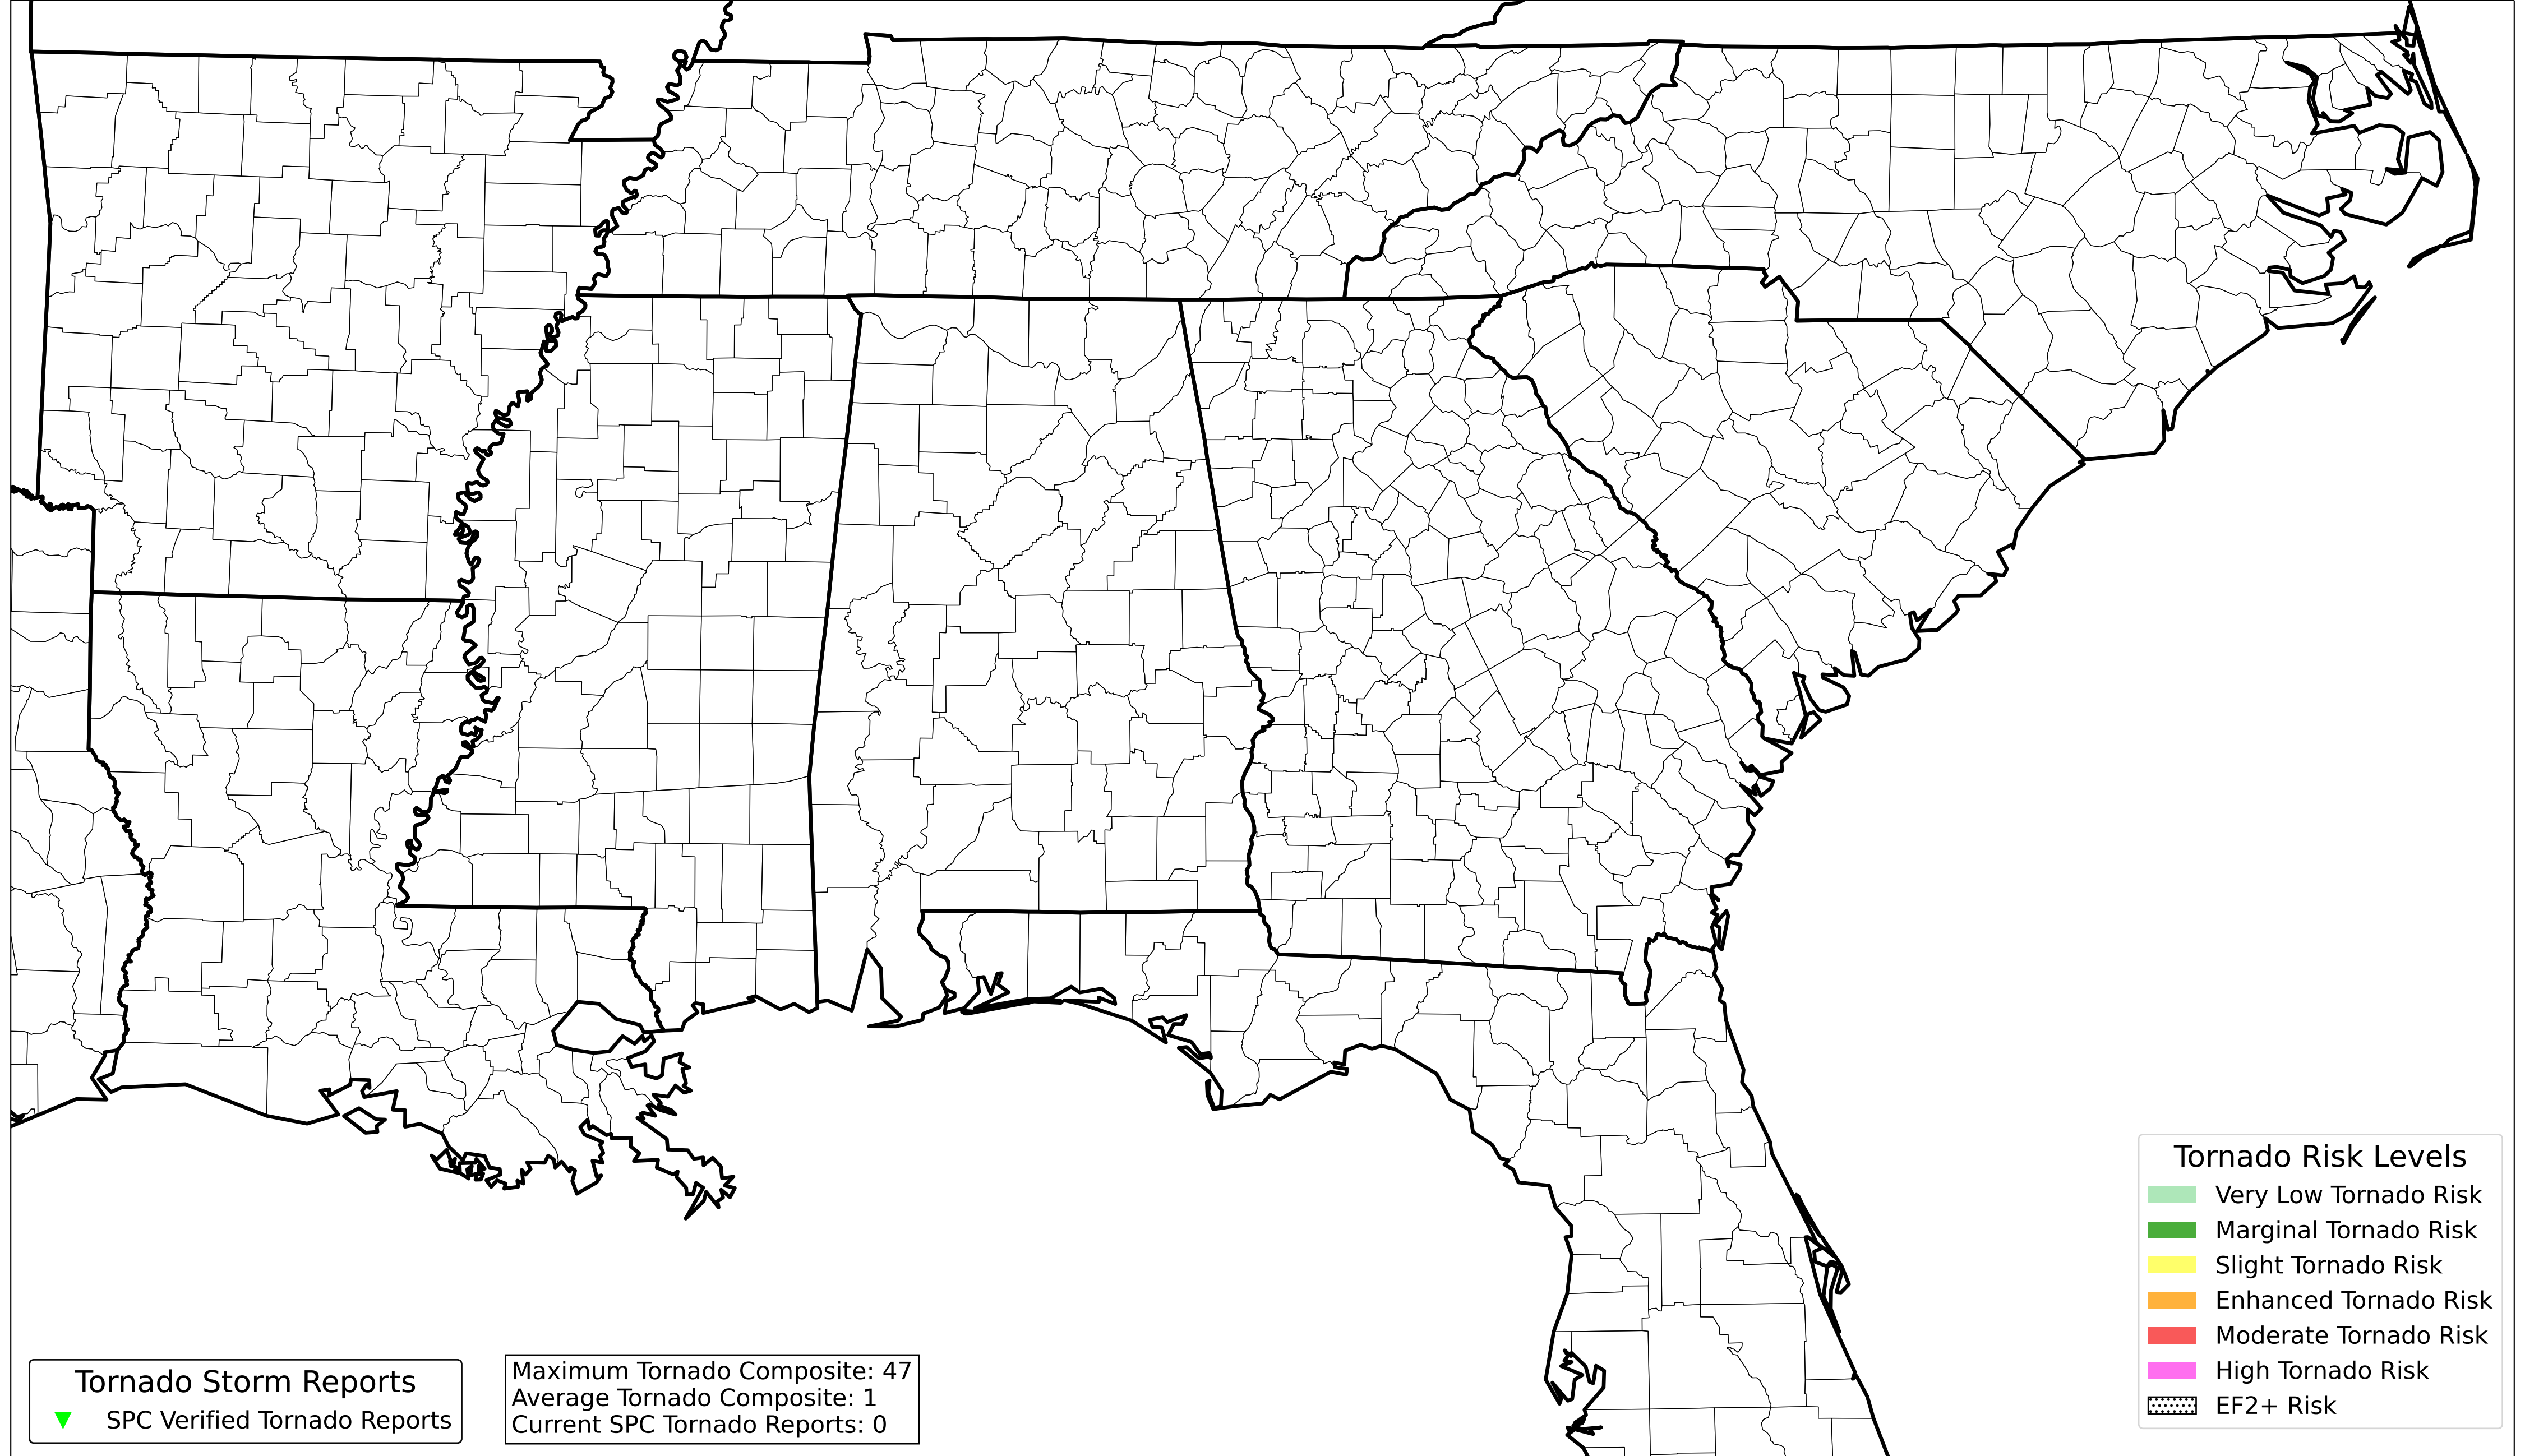 Tornado Storm Reports
SPC Verified Tornado Reports
Maximum Tornado Composite: 47
Average Tornado Composite: 1
Current SPC Tornado Reports: 0
Tornado Risk Levels
Very Low Tornado Risk
Marginal Tornado Risk
Slight Tornado Risk
Enhanced Tornado Risk
Moderate Tornado Risk
High Tornado Risk
EF2+ Risk